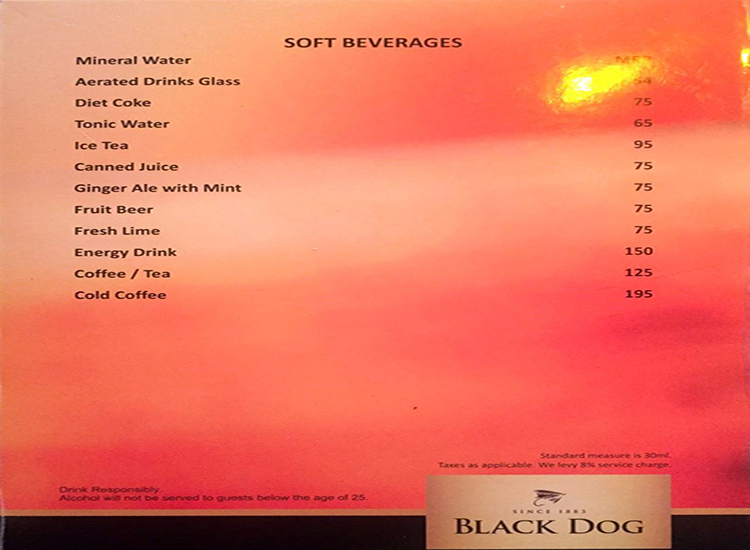 SOFT BEVERAGES
Mineral Water MRP
Aerated Drinks Glass 54
Diet Coke 75
Tonic Water 65
Ice Tea 95
Canned Juice 75
Ginger Ale with Mint 75
Fruit Beer 75
Fresh Lime 75
Energy Drink 150
Coffee / Tea 125
Cold Coffee 195
Standard measure is 30ml.
Taxes as applicable. We levy 8% service charge.
Drink Responsibly.
Alcohol will not be served to guests below the age of 25.
SINCE 1883
BLACK DOG